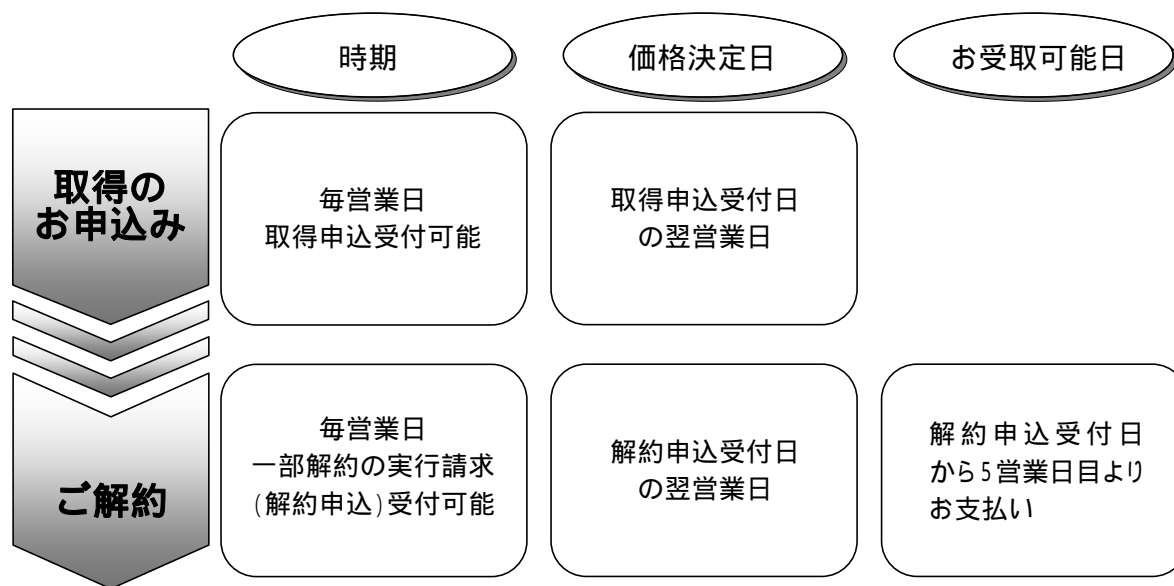 時期
価格決定日
お受取可能日
取得の
お申込み
毎営業日
取得申込受付可能
取得申込受付日
の翌営業日
ご解約
毎営業日
一部解約の実行請求
(解約申込)受付可能
解約申込受付日
の翌営業日
解約申込受付日
から5営業日目より
お支払い